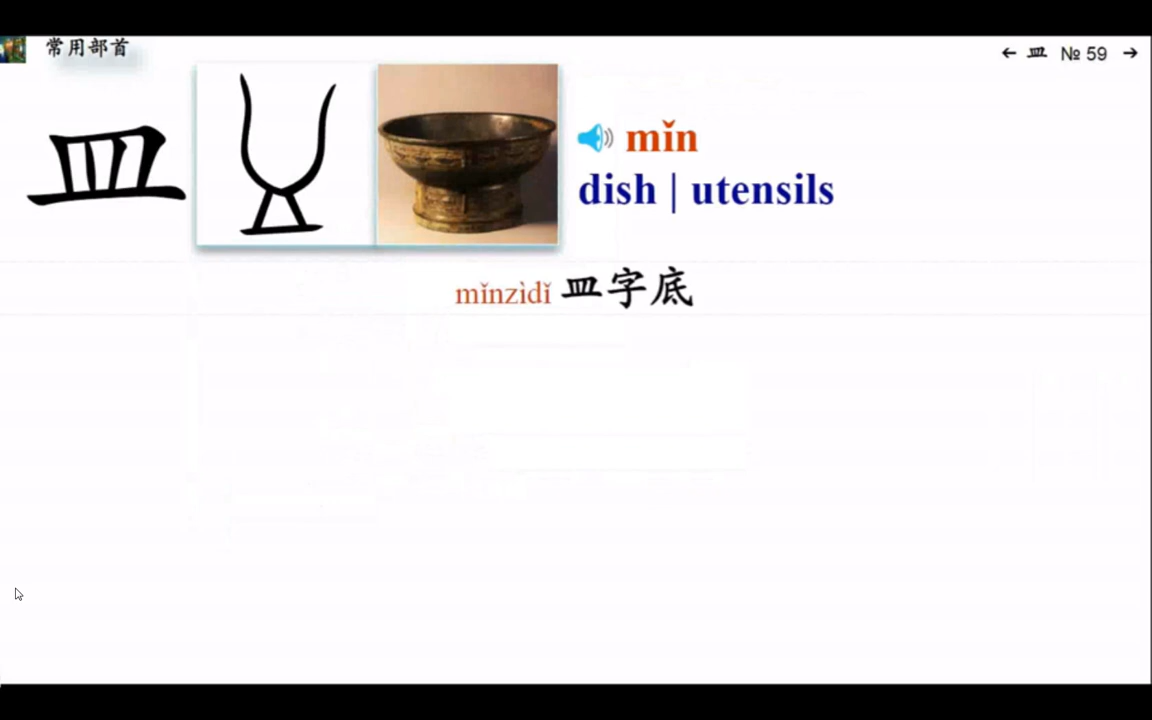 常用部首
← 皿 № 59 →
皿
mǐn
dish | utensils
mǐnzìdǐ 皿字底